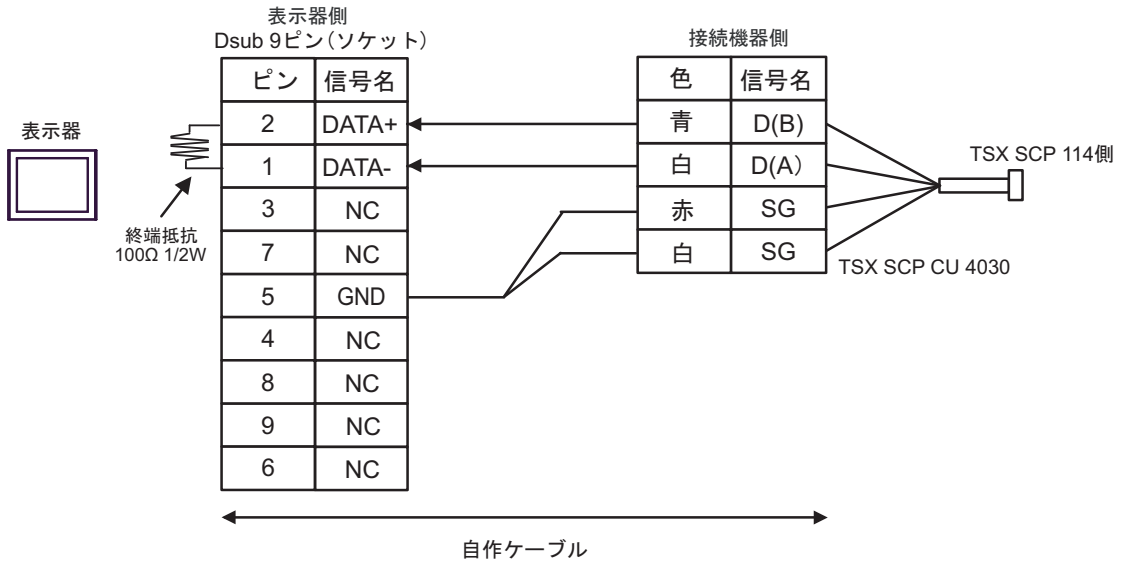 表示器側
Dsub 9ピン(ソケット)
接続機器側
ピン 信号名
色 信号名
2 DATA+
青 D(B)
表示器
1 DATA-
白 D(A)
TSX SCP 114側
3 NC
赤 SG
終端抵抗
100Ω 1/2W
7 NC
白 SG
TSX SCP CU 4030
5 GND
4 NC
8 NC
9 NC
6 NC
自作ケーブル